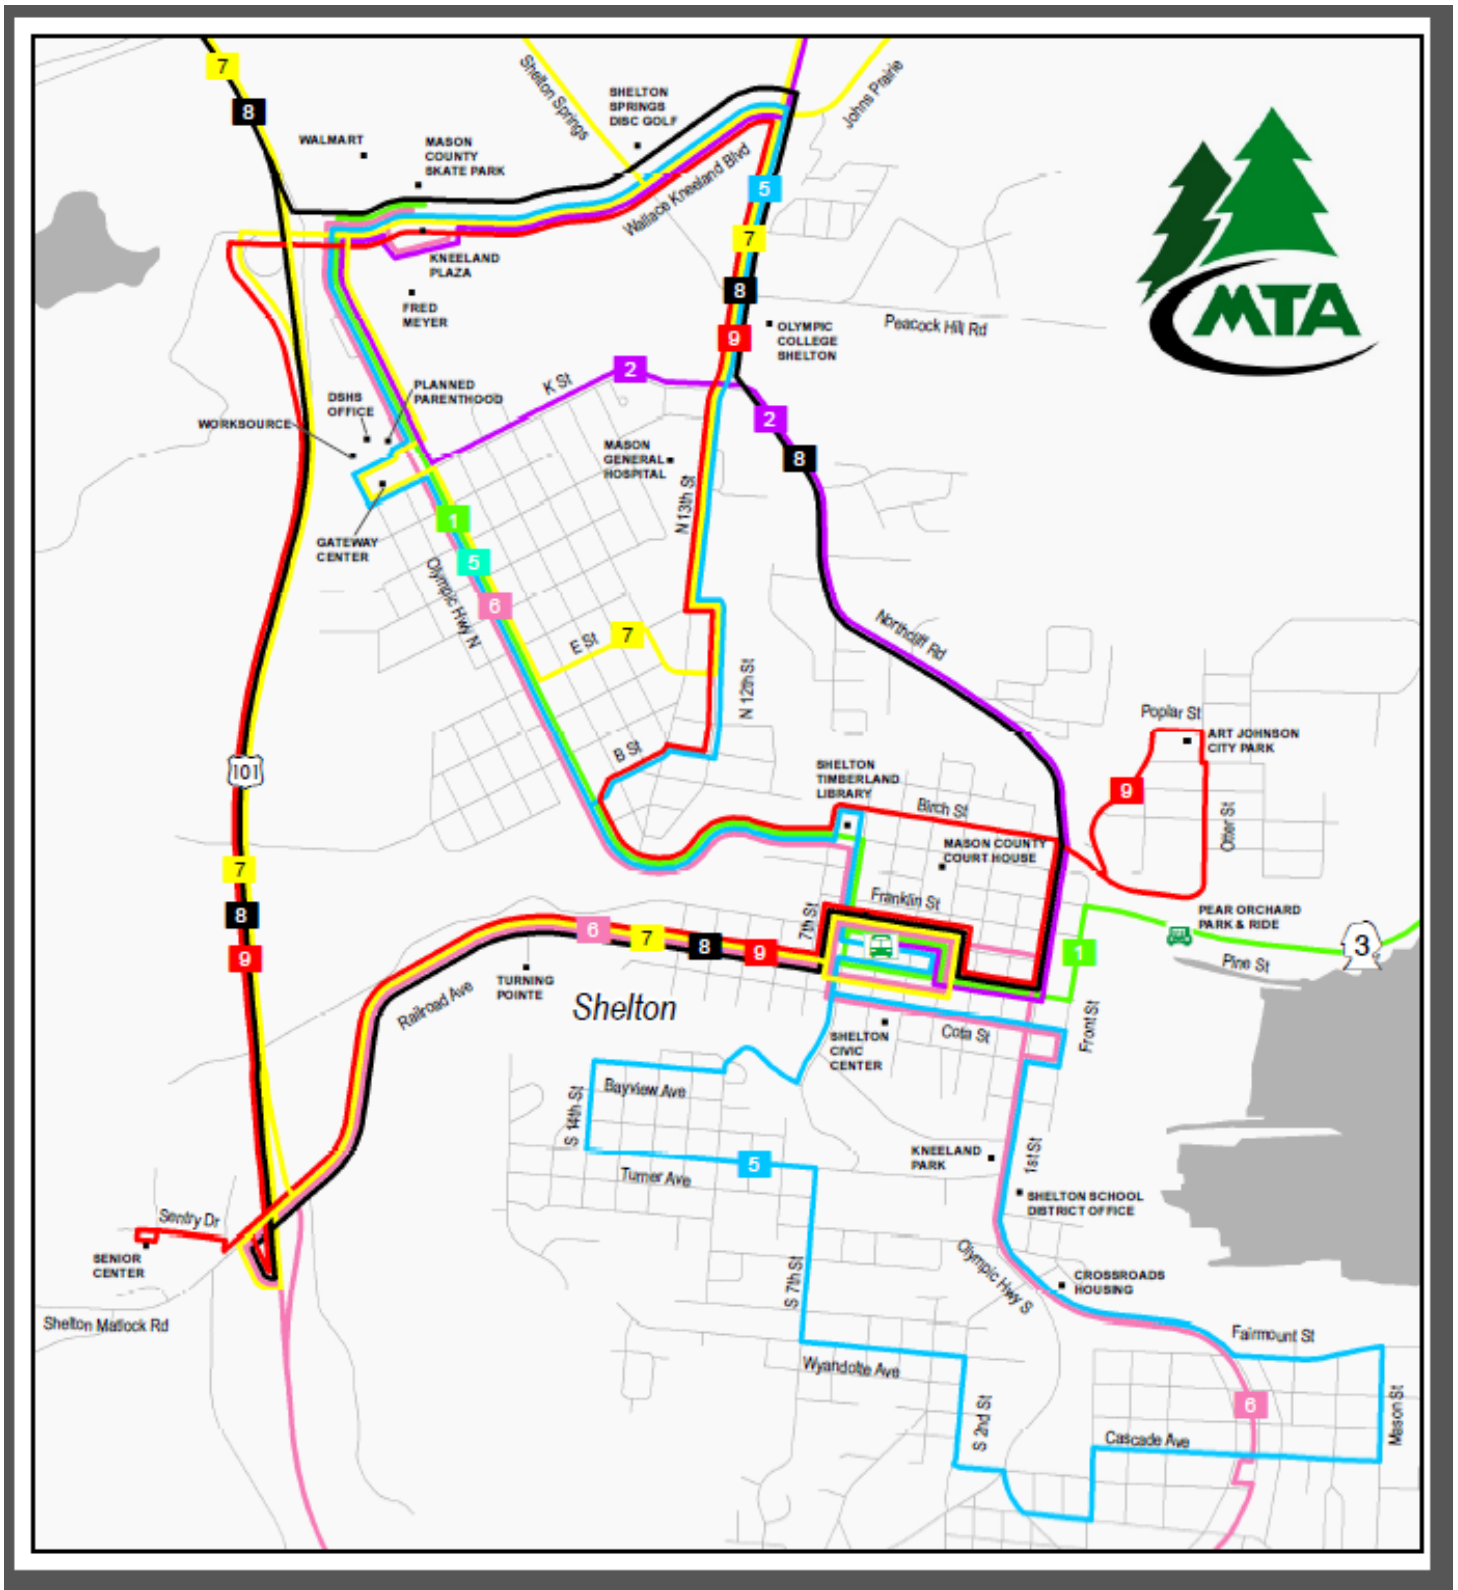 7
8
WALMART
MASON
COUNTY
SKATE PARK
Shelton Springs
SHELTON
SPRINGS
DISC GOLF
Johns Prairie
Wallace Kneeland Blvd
5
7
8
9
KNEELAND
PLAZA
FRED
MEYER
OLYMPIC
COLLEGE
SHELTON
Peacock Hill Rd
MTA
K St
2
2
8
DSHS
OFFICE
PLANNED
PARENTHOOD
WORKSOURCE
MASON
GENERAL
HOSPITAL
N 13th St
GATEWAY
CENTER
1
5
6
Olympic Hwy N
E St
7
N 12th St
Northcliff Rd
B St
101
SHELTON
TIMBERLAND
LIBRARY
Birch St
MASON COUNTY
COURT HOUSE
Poplar St
ART JOHNSON
CITY PARK
9
Otter St
7
8
9
Franklin St
7th St
6
7
8
9
TURNING
POINTE
Railroad Ave
Shelton
PEAR ORCHARD
PARK & RIDE
3
1
Pine St
Front St
SHELTON
CIVIC
CENTER
Cota St
Bayview Ave
S 14th St
Turner Ave
5
KNEELAND
PARK
1st St
SHELTON SCHOOL
DISTRICT OFFICE
Sentry Dr
SENIOR
CENTER
Shelton Matlock Rd
S 7th St
Olympic Hwy S
CROSSROADS
HOUSING
Fairmount St
Wyandotte Ave
S 2nd St
6
Cascade Ave
Mason St